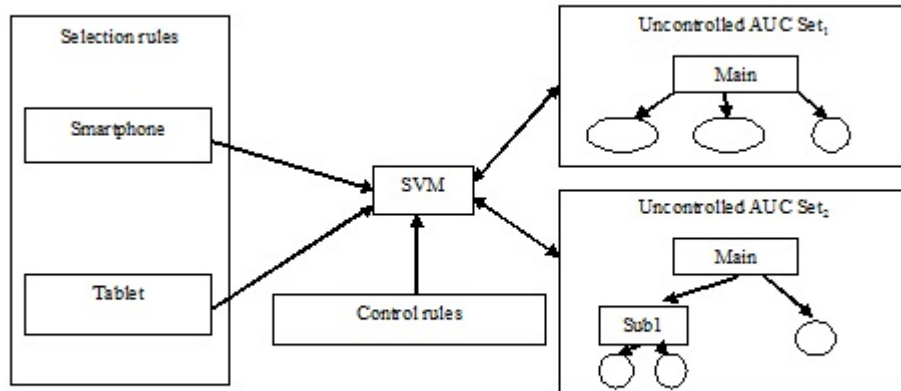 Selection rules
Smartphone
Tablet
SVM
Control rules
Uncontrolled AUC Set₁
Main
Uncontrolled AUC Set₂
Main
Sub1